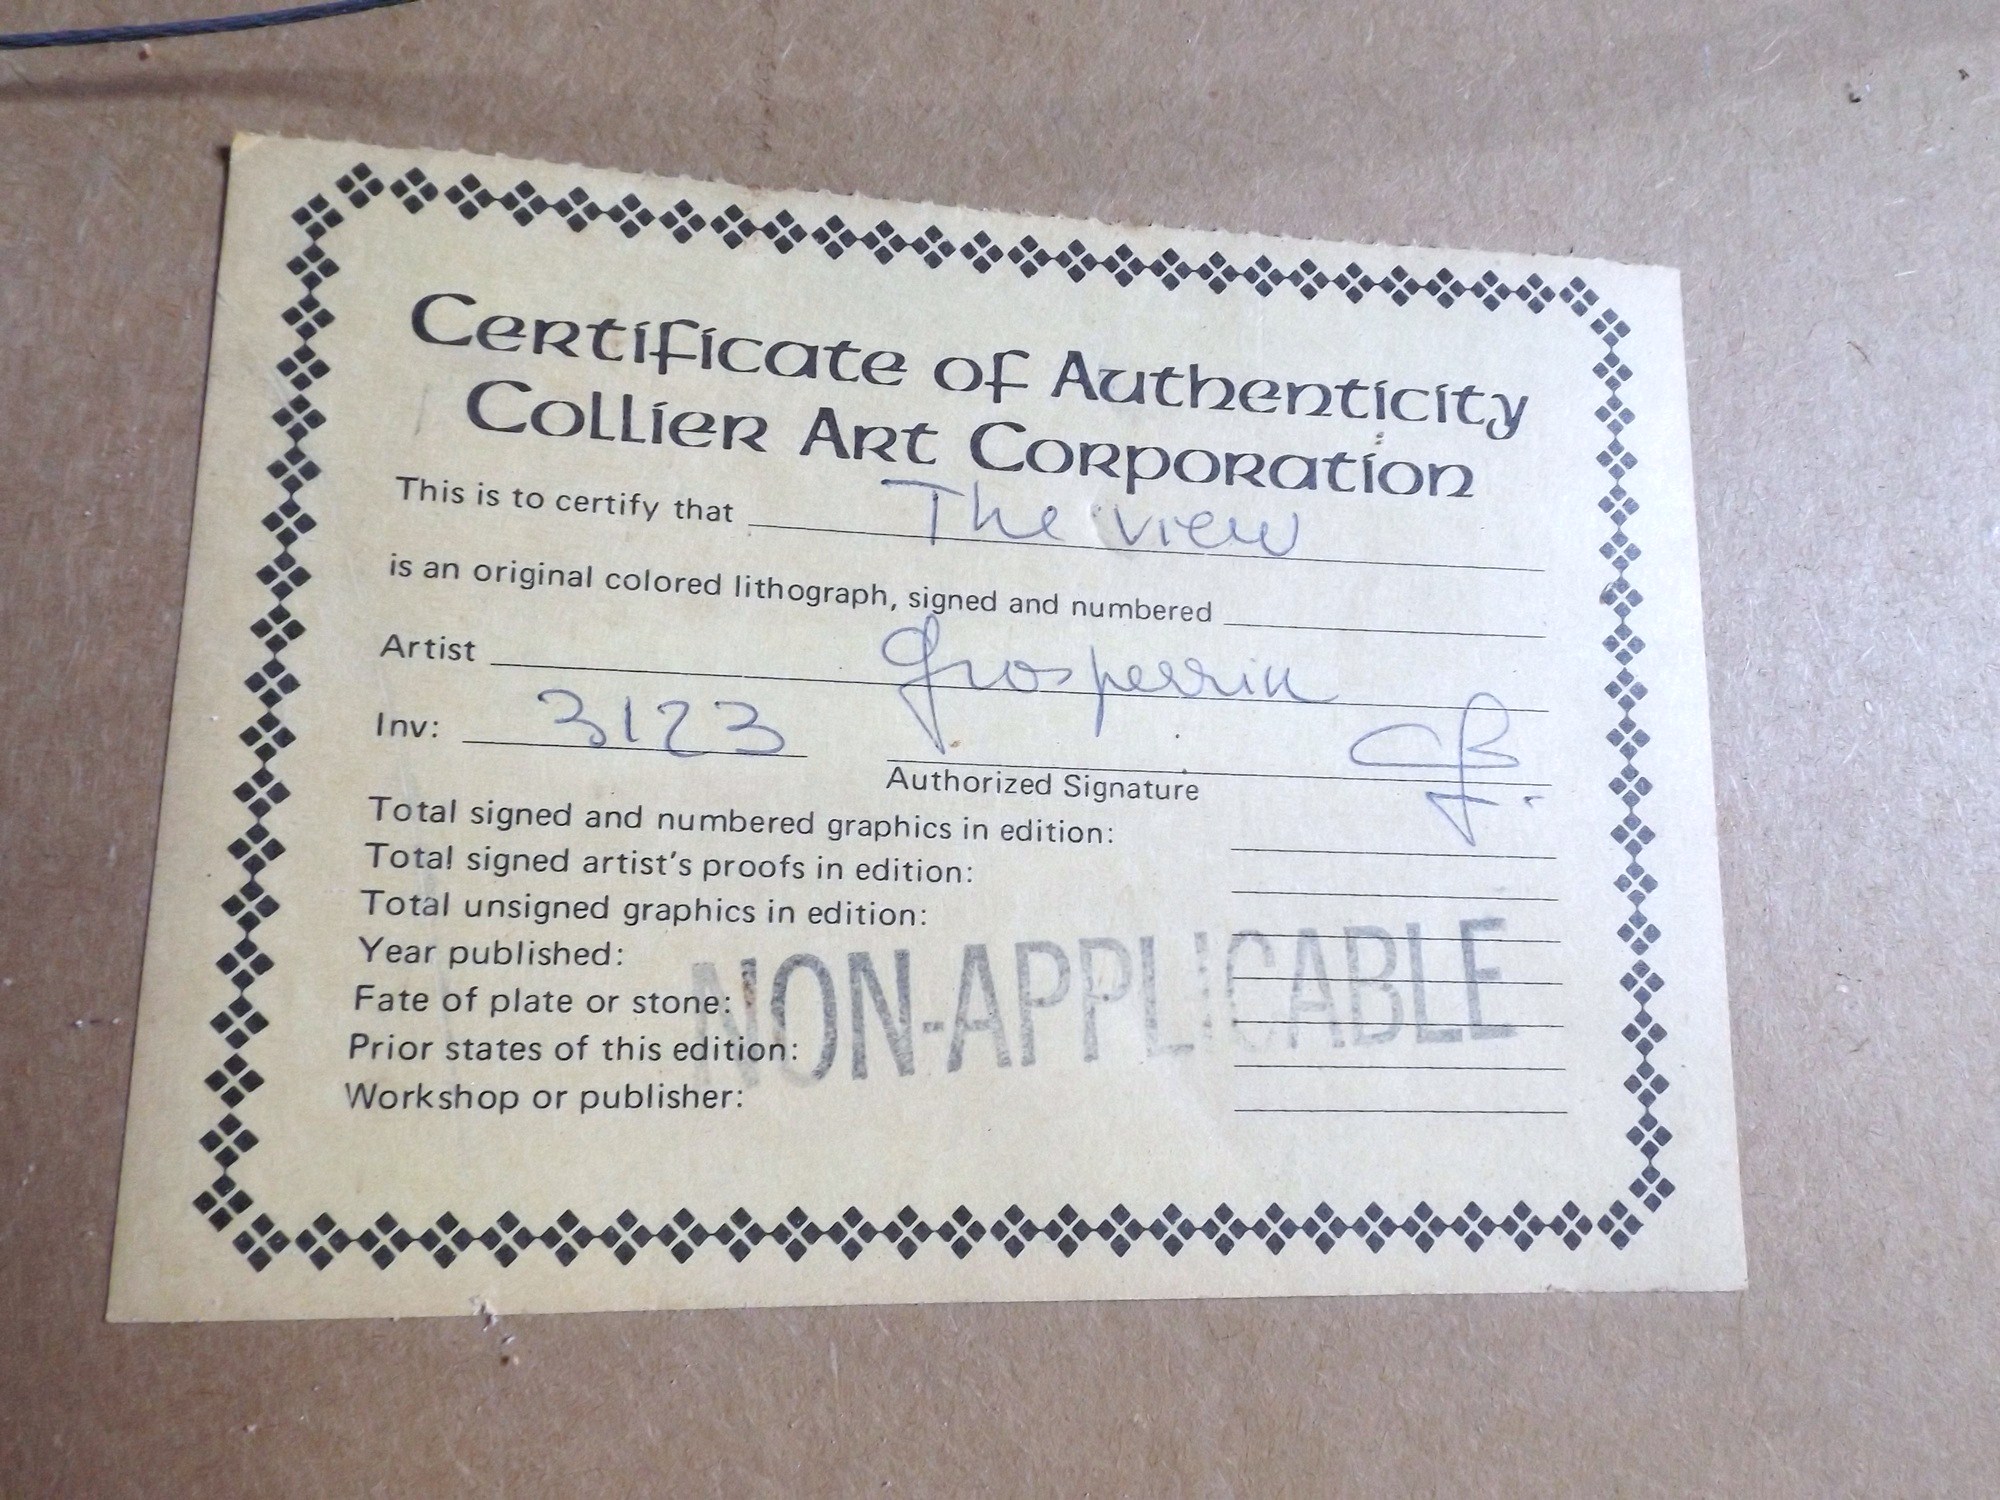 Certificate of Authenticity
Collier Art Corporation
This is to certify that The view
is an original colored lithograph, signed and numbered
Artist Grosperrin
Inv: 3123
Authorized Signature
Total signed and numbered graphics in edition:
Total signed artist's proofs in edition:
Total unsigned graphics in edition:
Year published:
Fate of plate or stone:
Prior states of this edition:
Workshop or publisher:
NON-APPLICABLE